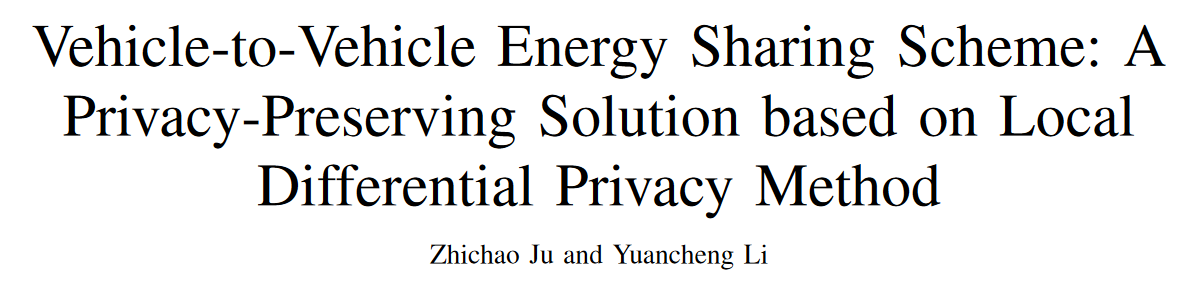 Vehicle-to-Vehicle Energy Sharing Scheme: A
Privacy-Preserving Solution based on Local
Differential Privacy Method
Zhichao Ju and Yuancheng Li